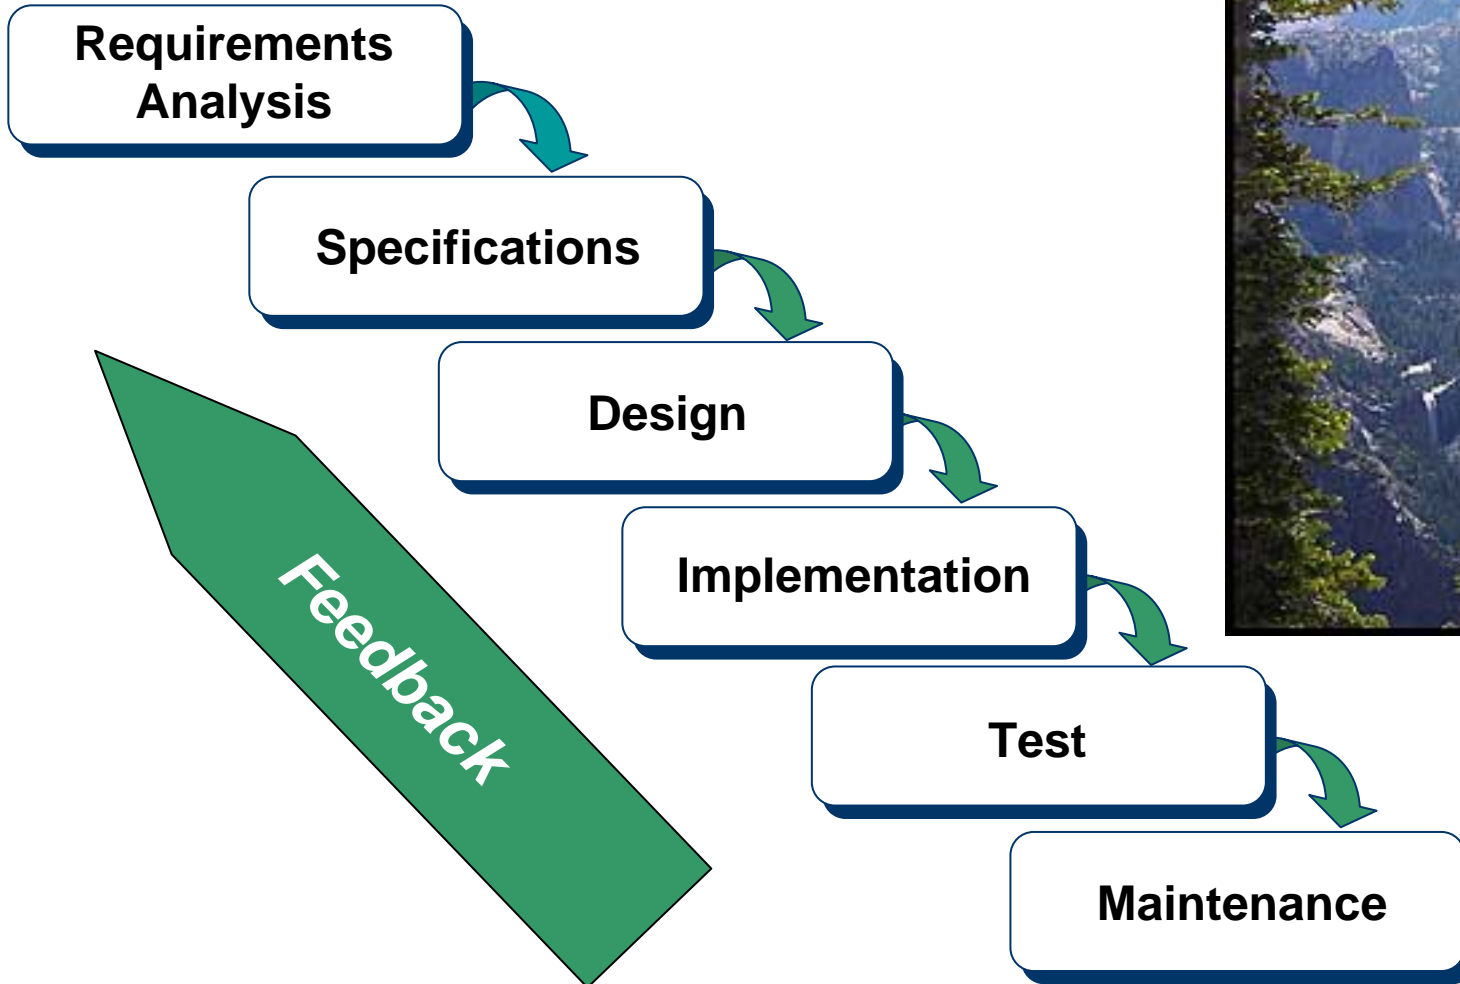 Requirements
Analysis
Specifications
Design
Implementation
Feedback
Test
Maintenance